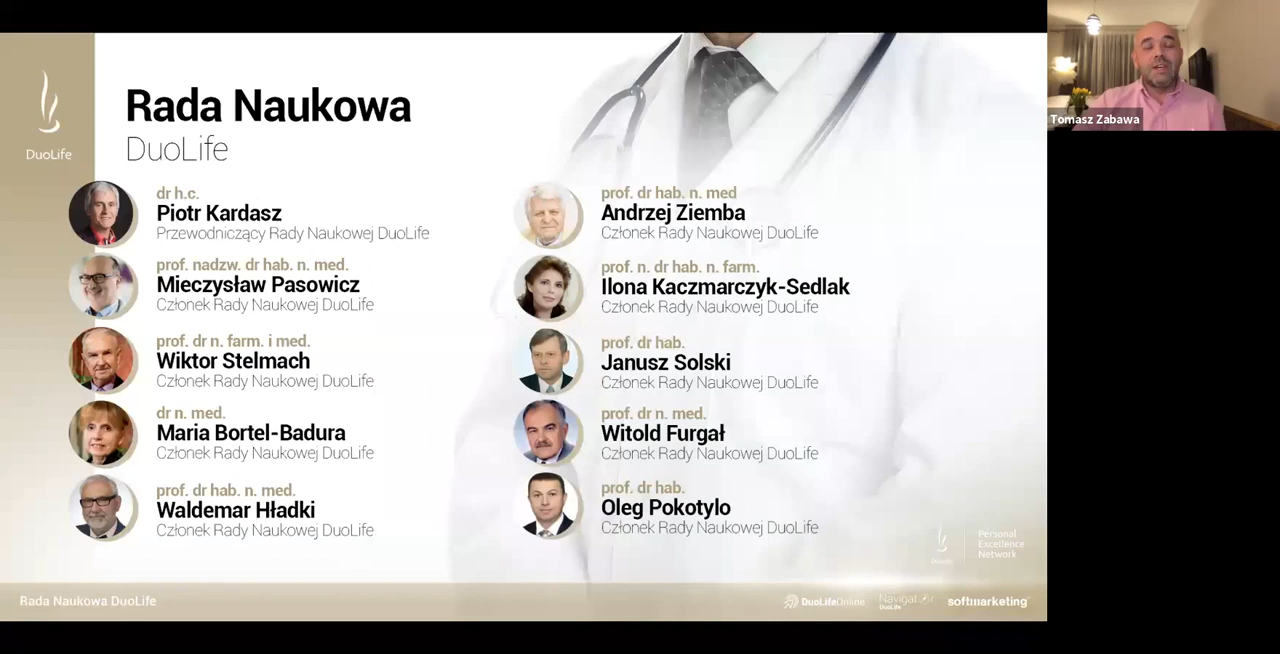 Rada Naukowa
DuoLife
DuoLife
dr h.c.
Piotr Kardasz
Przewodniczący Rady Naukowej DuoLife
prof. nadzw. dr hab. n. med.
Mieczysław Pasowicz
Członek Rady Naukowej DuoLife
prof. dr n. farm. i med.
Wiktor Stelmach
Członek Rady Naukowej DuoLife
dr n. med.
Maria Bortel-Badura
Członek Rady Naukowej DuoLife
prof. dr hab. n. med.
Waldemar Hładki
Członek Rady Naukowej DuoLife
prof. dr hab. n. med
Andrzej Ziemba
Członek Rady Naukowej DuoLife
prof. n. dr hab. n. farm.
Ilona Kaczmarczyk-Sedlak
Członek Rady Naukowej DuoLife
prof. dr hab.
Janusz Solski
Członek Rady Naukowej DuoLife
prof. dr n. med.
Witold Furgał
Członek Rady Naukowej DuoLife
prof. dr hab.
Oleg Pokotylo
Członek Rady Naukowej DuoLife
DuoLife
Personal
Excellence
Network
Rada Naukowa DuoLife
DuoLifeOnline
Navigator
DuoLife
softmarketing
Tomasz Zabawa